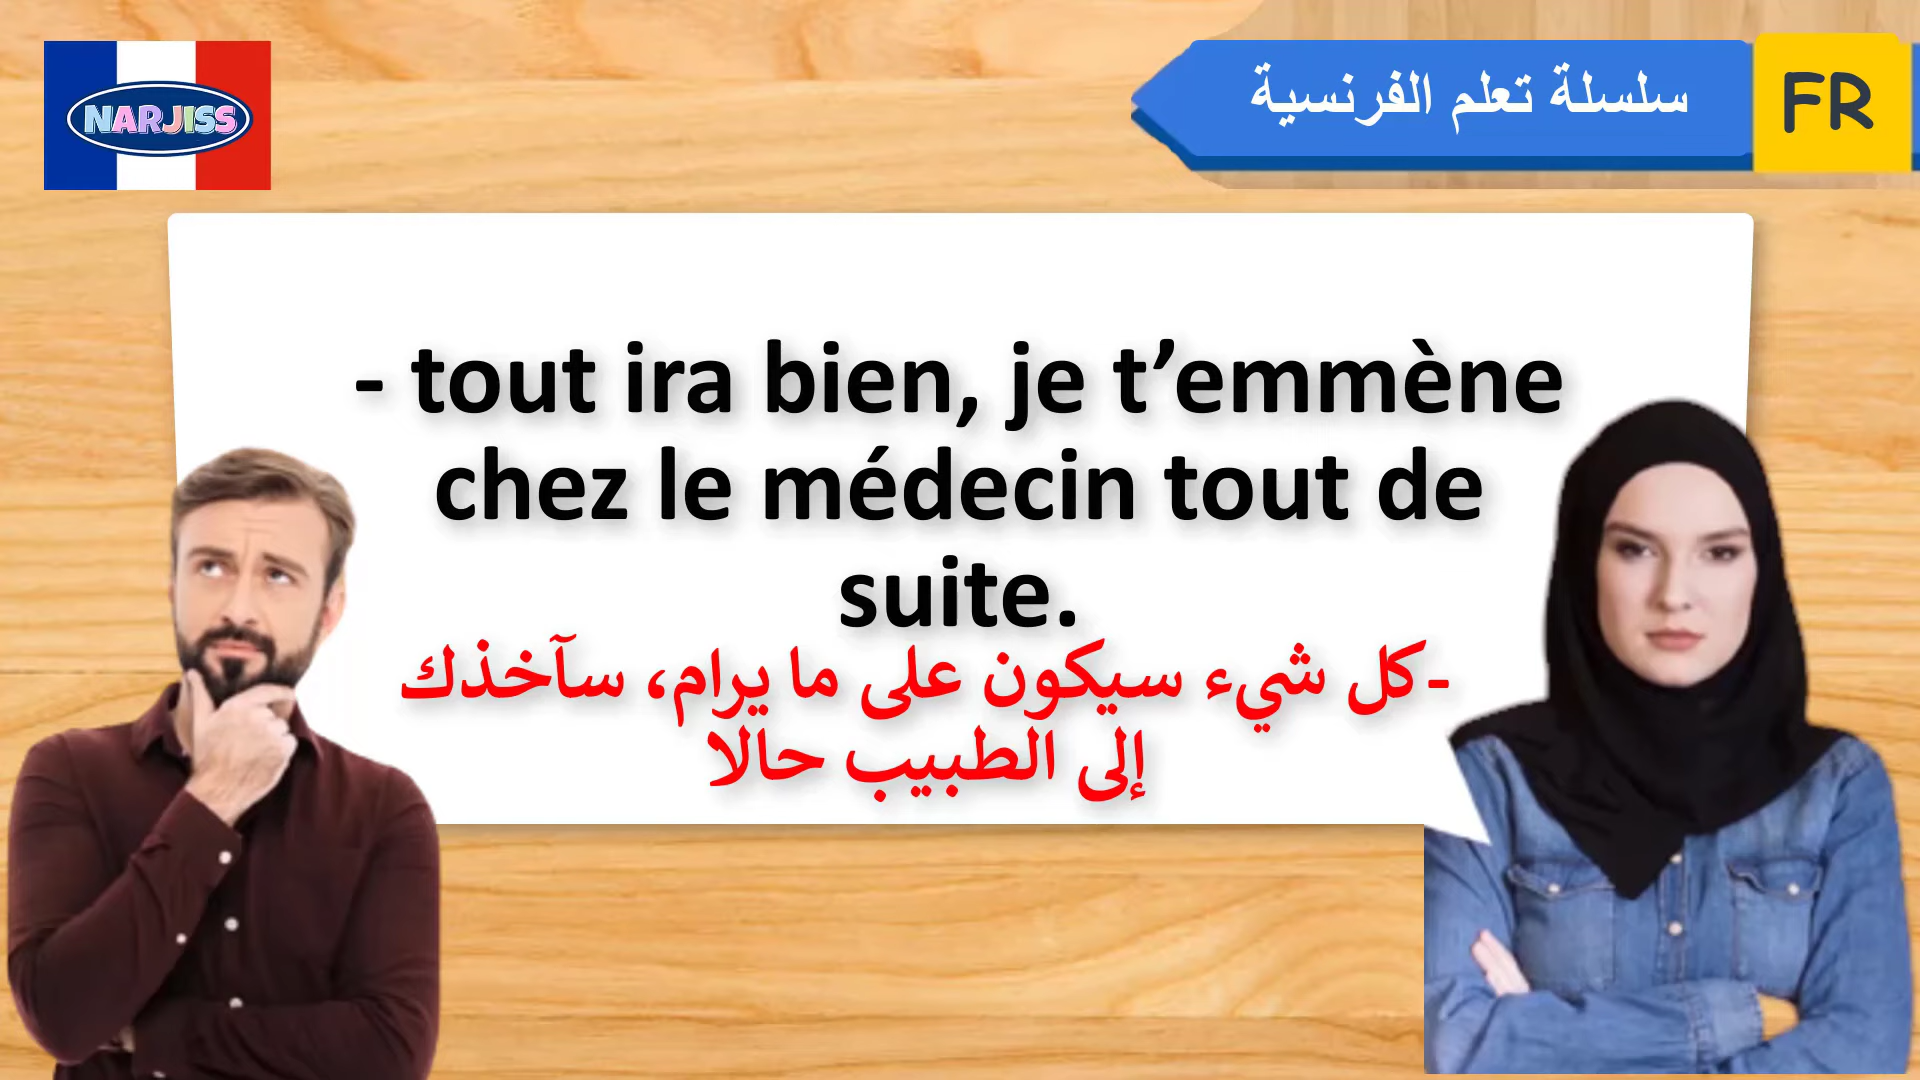 NARJISS
سلسلة تعلم الفرنسية
FR
- tout ira bien, je t’emmène
chez le médecin tout de
suite.
-كل شيء سيكون على ما يرام، سآخذك
إلى الطبيب حالا